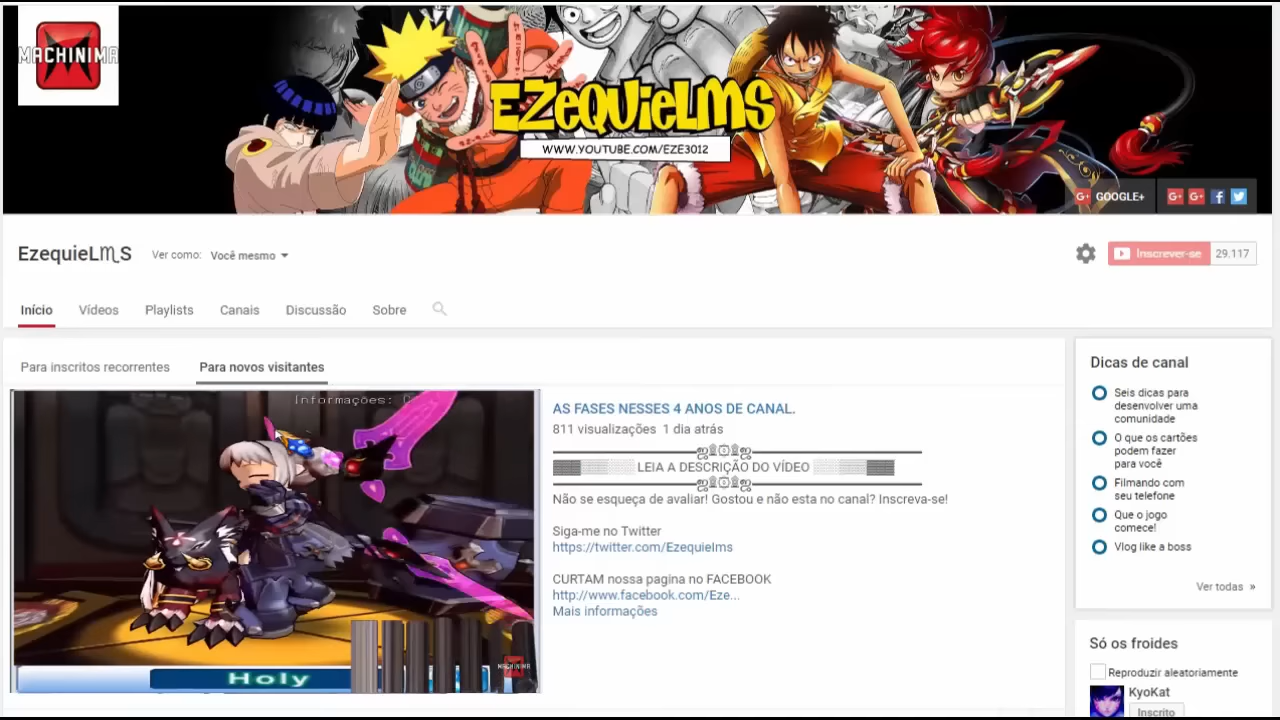 MACHINIMA
EZEQUIELMS
WWW.YOUTUBE.COM/EZE3012
GOOGLE+
EzequieLɱS
Ver como: Você mesmo
Inscrever-se 29.117
Início Vídeos Playlists Canais Discussão Sobre
Para inscritos recorrentes Para novos visitantes
Informações:
Holy
MACHINIMA
AS FASES NESSES 4 ANOS DE CANAL.
811 visualizações 1 dia atrás
LEIA A DESCRIÇÃO DO VÍDEO
Não se esqueça de avaliar! Gostou e não esta no canal? Inscreva-se!
Siga-me no Twitter
https://twitter.com/Ezequielms
CURTAM nossa pagina no FACEBOOK
http://www.facebook.com/Eze...
Mais informações
Dicas de canal
Seis dicas para
desenvolver uma
comunidade
O que os cartões
podem fazer
para você
Filmando com
seu telefone
Que o jogo
comece!
Vlog like a boss
Ver todas »
Só os froides
Reproduzir aleatoriamente
KyoKat
Inscrito